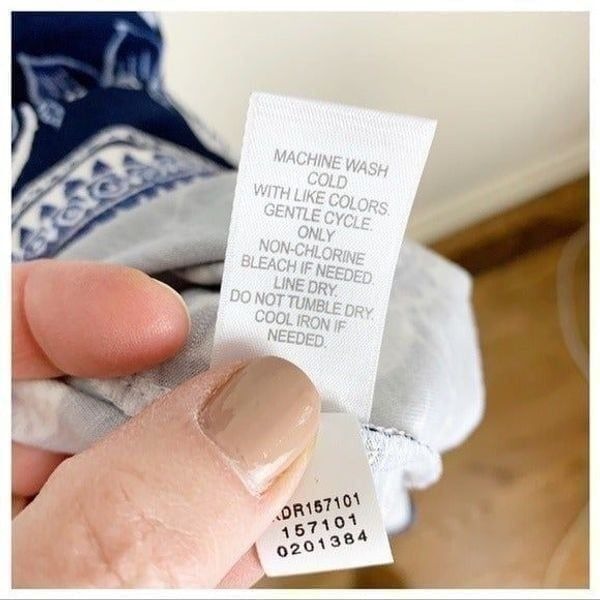 MACHINE WASH
COLD
WITH LIKE COLORS.
GENTLE CYCLE.
ONLY
NON-CHLORINE
BLEACH IF NEEDED.
LINE DRY.
DO NOT TUMBLE DRY.
COOL IRON IF
NEEDED.
DR157101
157101
0201384